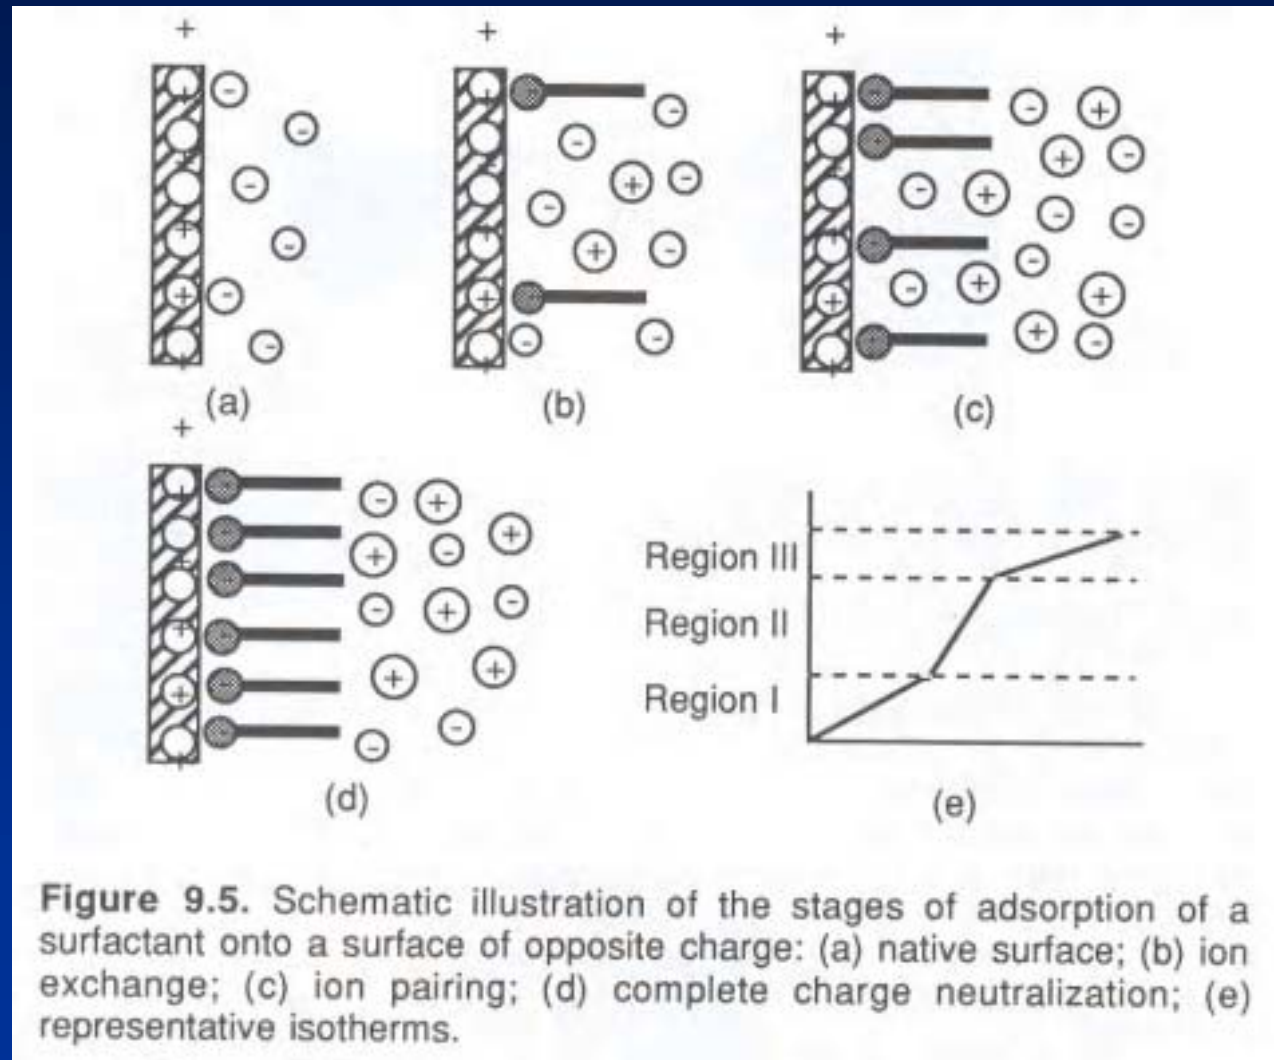 (a)
(b)
(c)
(d)
Region III
Region II
Region I
(e)
Figure 9.5. Schematic illustration of the stages of adsorption of a
surfactant onto a surface of opposite charge: (a) native surface; (b) ion
exchange; (c) ion pairing; (d) complete charge neutralization; (e)
representative isotherms.